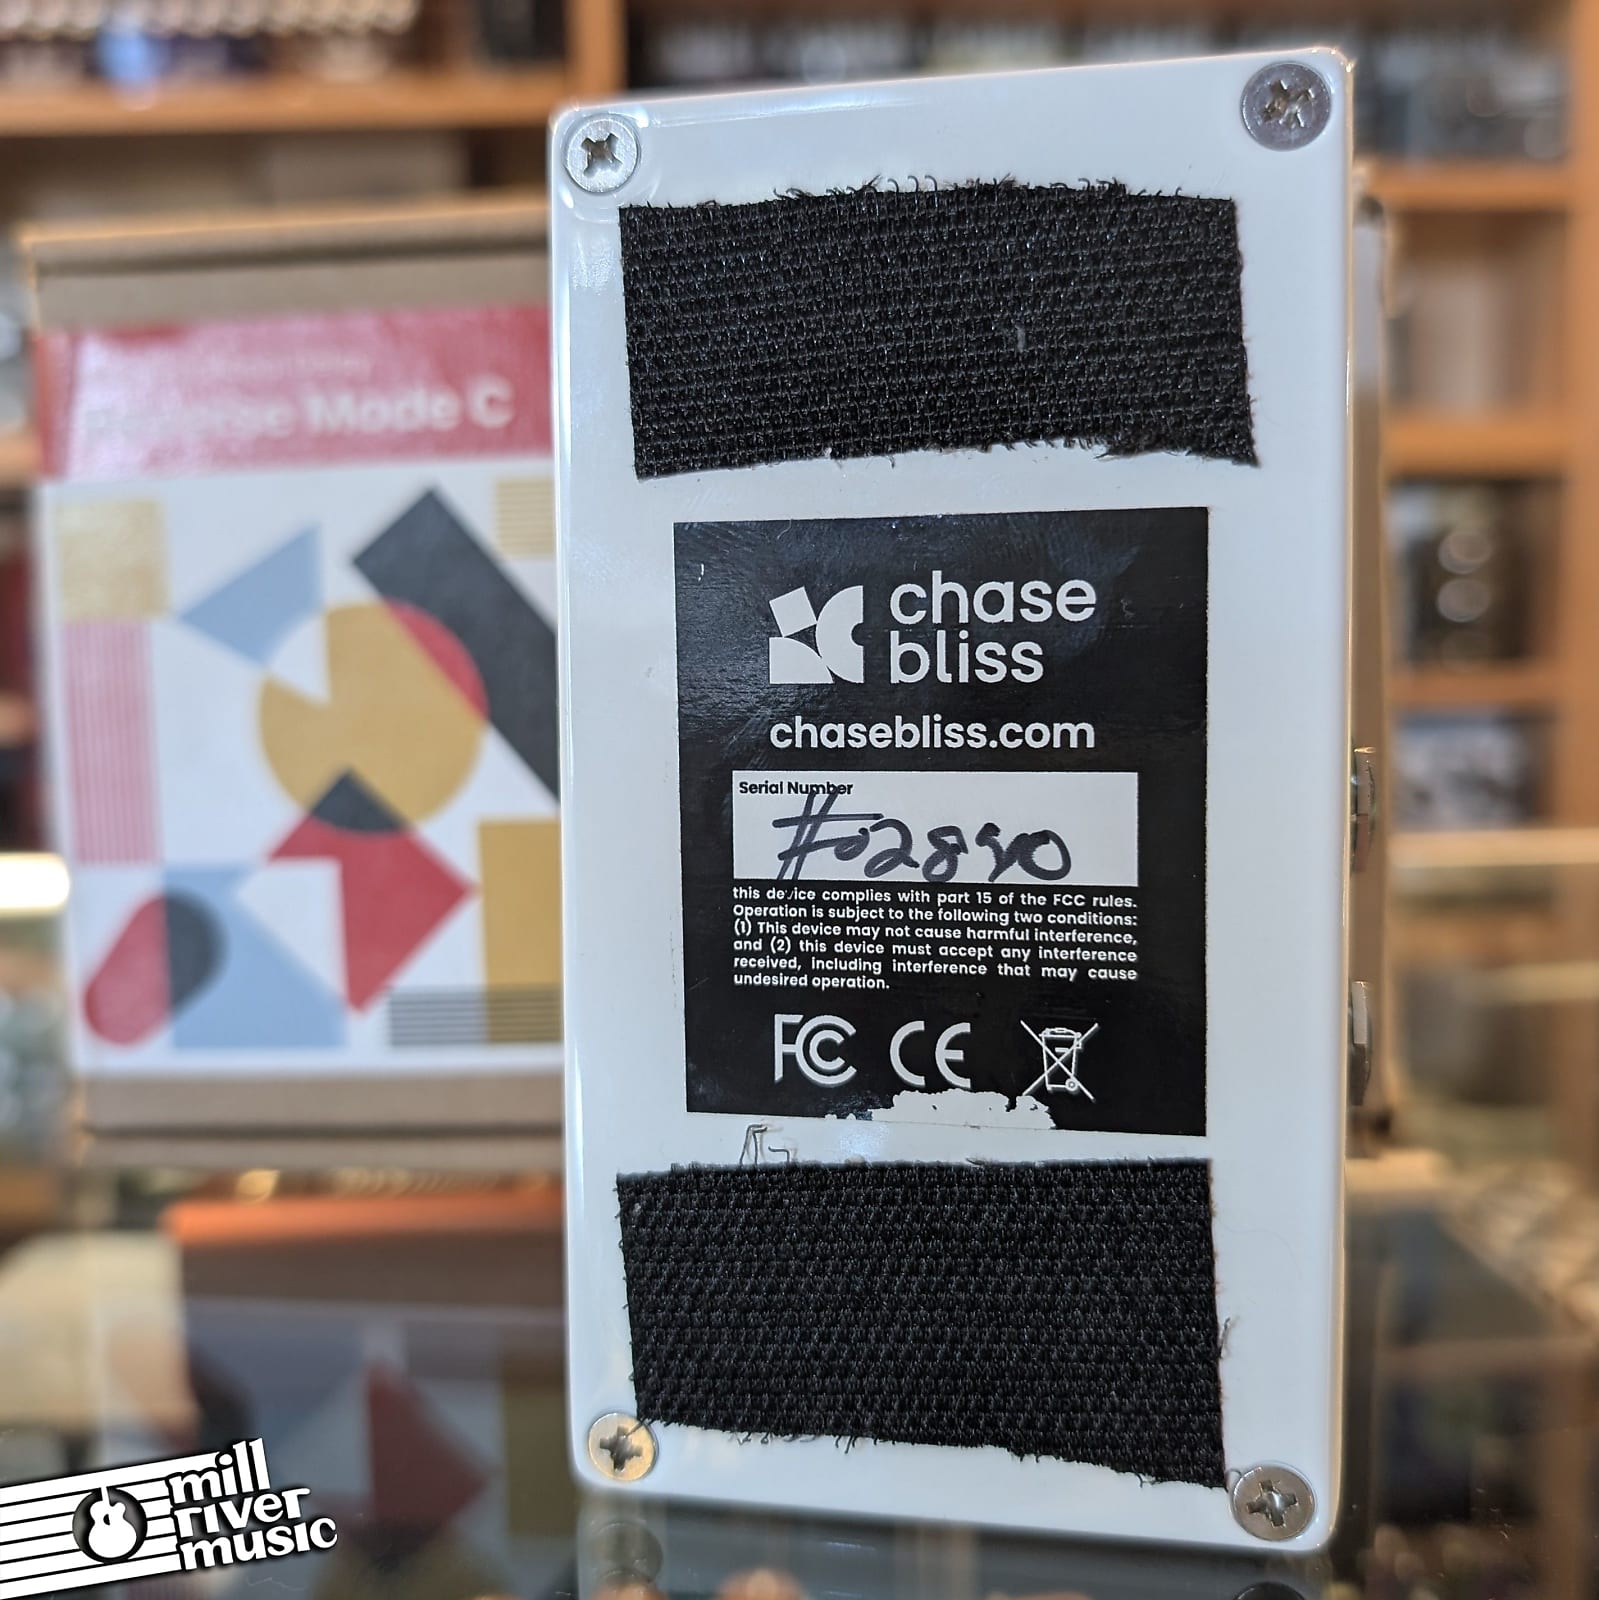 Reverse Mode C
chase
bliss
chasebliss.com
Serial Number
#02890
this device complies with part 15 of the FCC rules.
Operation is subject to the following two conditions:
(1) This device may not cause harmful interference,
and (2) this device must accept any interference
received, including interference that may cause
undesired operation.
FC CE
mill
river
music